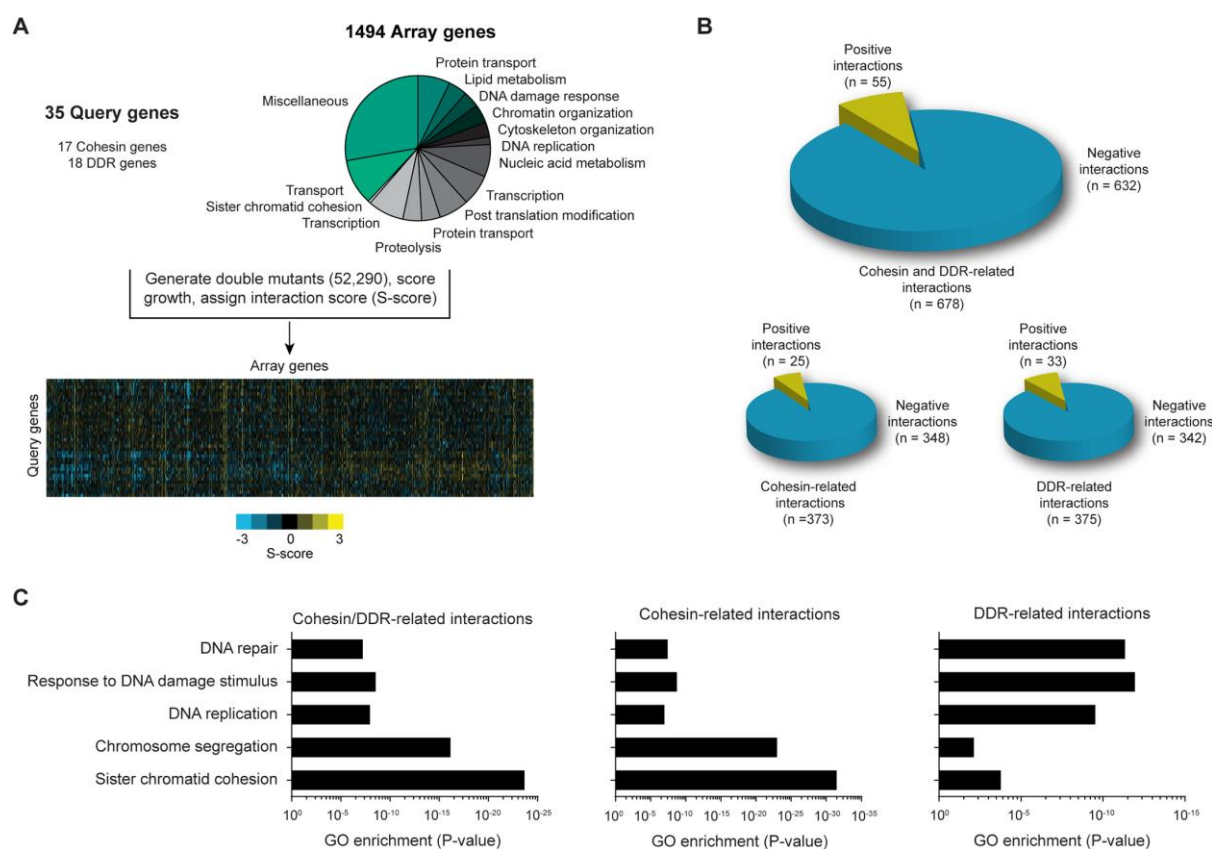 A
1494 Array genes
35 Query genes
17 Cohesin genes
18 DDR genes
Miscellaneous
Protein transport
Lipid metabolism
DNA damage response
Chromatin organization
Cytoskeleton organization
DNA replication
Nucleic acid metabolism
Transcription
Post translation modification
Protein transport
Proteolysis
Transcription
Sister chromatid cohesion
Transport
Generate double mutants (52,290), score
growth, assign interaction score (S-score)
Array genes
Query genes
-3 0 3
S-score
B
Positive
interactions
(n = 55)
Negative
interactions
(n = 632)
Cohesin and DDR-related
interactions
(n = 678)
Positive
interactions
(n = 25)
Negative
interactions
(n = 348)
Cohesin-related
interactions
(n =373)
Positive
interactions
(n = 33)
Negative
interactions
(n = 342)
DDR-related
interactions
(n = 375)
C
Cohesin/DDR-related interactions
DNA repair
Response to DNA damage stimulus
DNA replication
Chromosome segregation
Sister chromatid cohesion
10⁰ 10⁻⁵ 10⁻¹⁰ 10⁻¹⁵ 10⁻²⁰ 10⁻²⁵
GO enrichment (P-value)
Cohesin-related interactions
10⁰ 10⁻⁵ 10⁻¹⁰ 10⁻¹⁵ 10⁻²⁰ 10⁻²⁵ 10⁻³⁰ 10⁻³⁵
GO enrichment (P-value)
DDR-related interactions
10⁰ 10⁻⁵ 10⁻¹⁰ 10⁻¹⁵
GO enrichment (P-value)